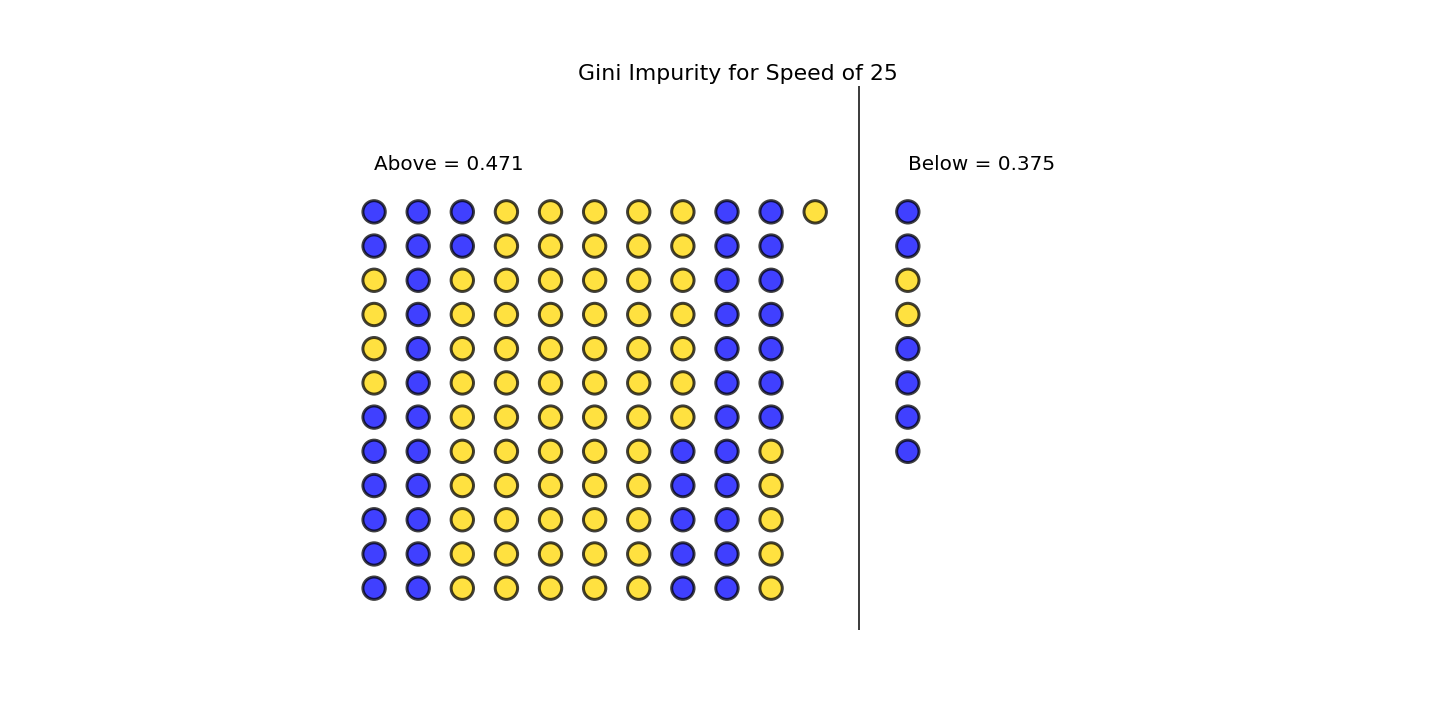 Gini Impurity for Speed of 25
Above = 0.471
Below = 0.375